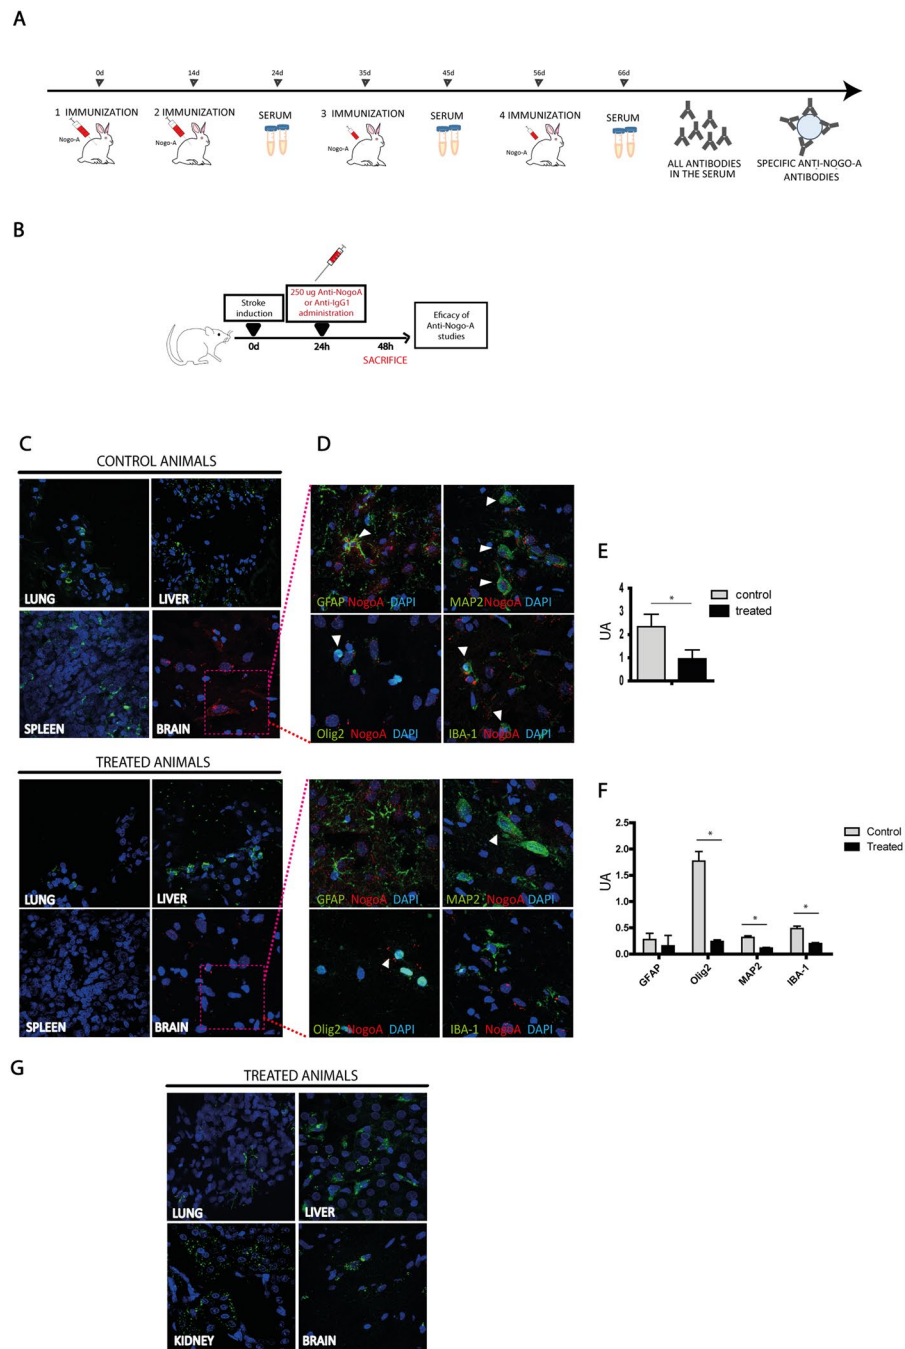 A
0d 14d 24d 35d 45d 56d 66d
1 IMMUNIZATION 2 IMMUNIZATION SERUM 3 IMMUNIZATION SERUM 4 IMMUNIZATION SERUM
Nogo-A Nogo-A Nogo-A Nogo-A
ALL ANTIBODIES
IN THE SERUM
SPECIFIC ANTI-NOGO-A
ANTIBODIES
B
Stroke
induction
250 ug Anti-NogoA
or Anti-IgG1
administration
Eficacy of
Anti-Nogo-A
studies
0d 24h 48h
SACRIFICE
C
CONTROL ANIMALS
LUNG LIVER
SPLEEN BRAIN
TREATED ANIMALS
LUNG LIVER
SPLEEN BRAIN
D
GFAP NogoA -DAPI
MAP2 NogoA DAPI
Olig2 NogoA DAPI
IBA-1 NogoA DAPI
GFAP NogoA DAPI
MAP2 NogoA DAPI
Olig2 NogoA DAPI
IBA-1 NogoA DAPI
E
UA
4
3
2
1
0
*
control
treated
F
UA
2.5
2.0
1.5
1.0
0.5
0.0
* * *
GFAP Olig2 MAP2 IBA-1
Control
Treated
G
TREATED ANIMALS
LUNG LIVER
KIDNEY BRAIN